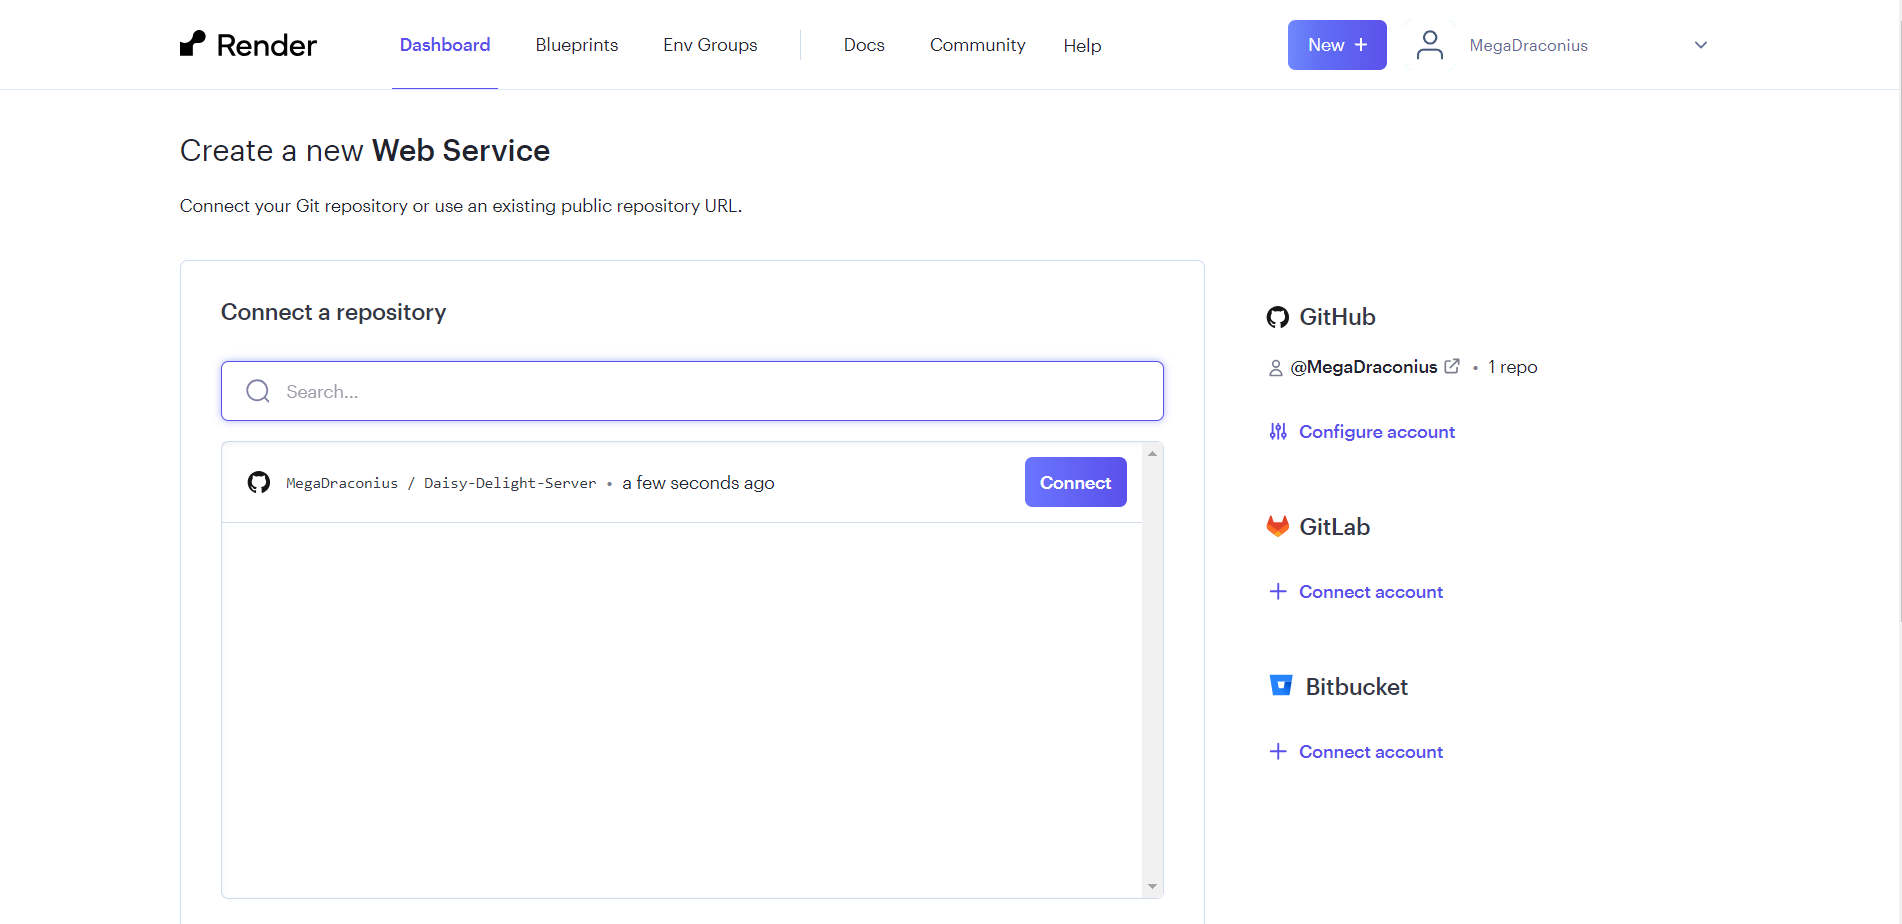 Render Dashboard Blueprints Env Groups Docs Community Help New + MegaDraconius
Create a new Web Service
Connect your Git repository or use an existing public repository URL.
Connect a repository
Search...
MegaDraconius / Daisy-Delight-Server • a few seconds ago Connect
GitHub
@MegaDraconius • 1 repo
Configure account
GitLab
+ Connect account
Bitbucket
+ Connect account